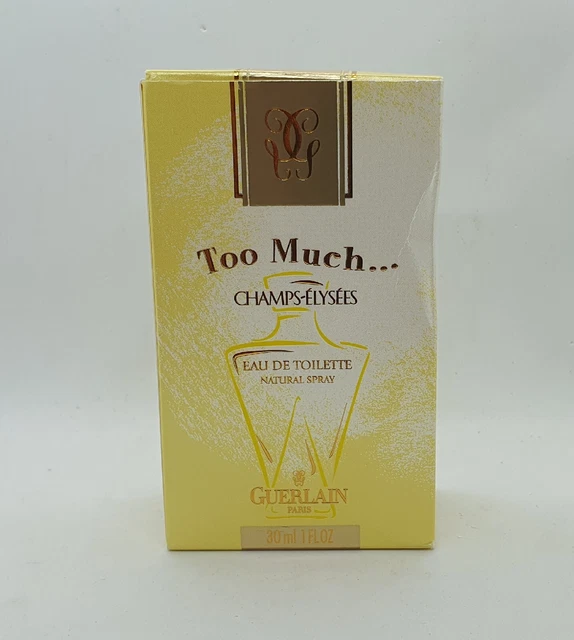 Too Much...
CHAMPS-ÉLYSÉES
EAU DE TOILETTE
NATURAL SPRAY
GUERLAIN
PARIS
30 ml 1 FL OZ